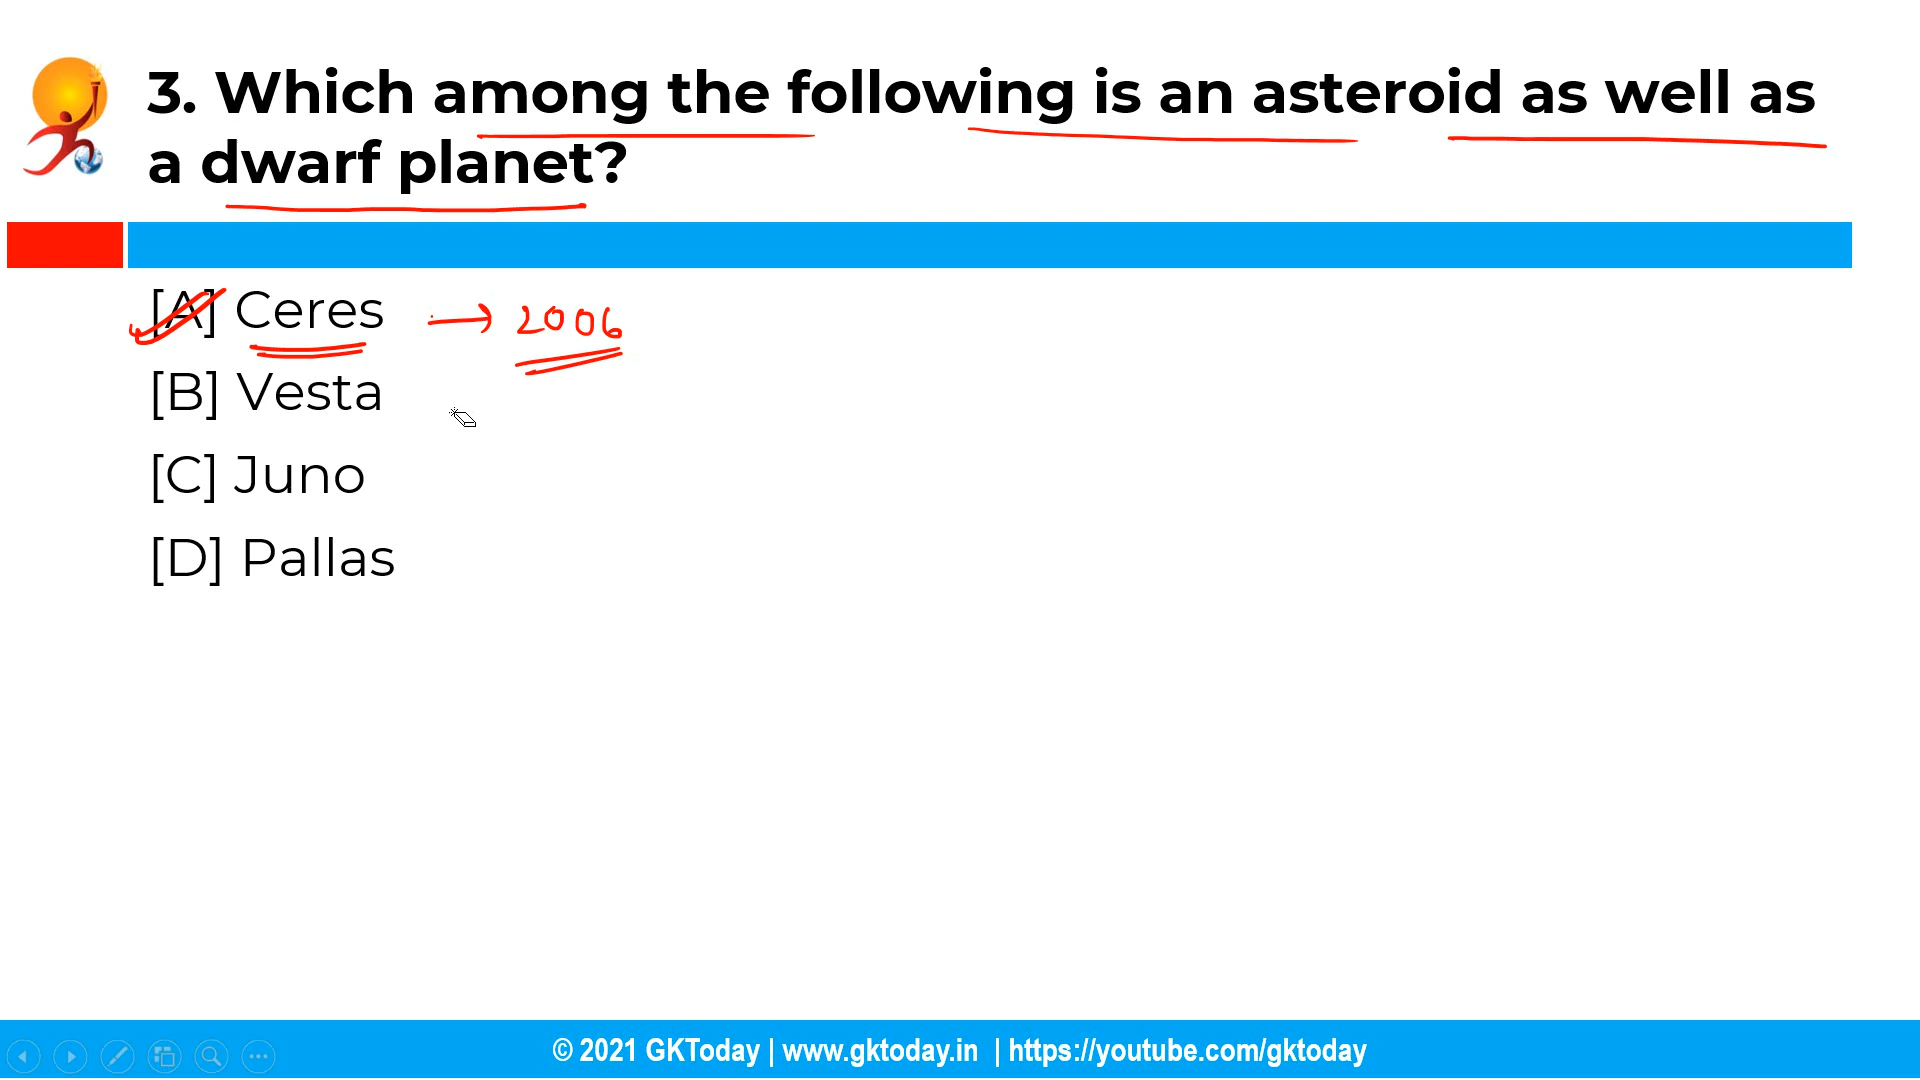 3. Which among the following is an asteroid as well as
a dwarf planet?
[A] Ceres → 2006
[B] Vesta
[C] Juno
[D] Pallas
© 2021 GKToday | www.gktoday.in | https://youtube.com/gktoday